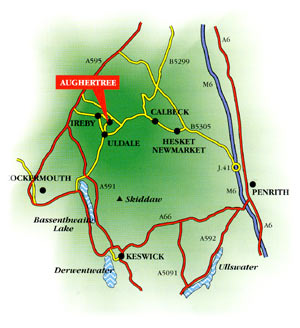 A6
A595
B5299
M6
AUGHERTREE
CALBECK
IREBY
B5305
ULDALE
HESKET
NEWMARKET
J.41
OCKERMOUTH
A591
M6
PENRITH
Skiddaw
Bassenthwaite
Lake
A66
A6
A592
KESWICK
Derwentwater
Ullswater
A5091